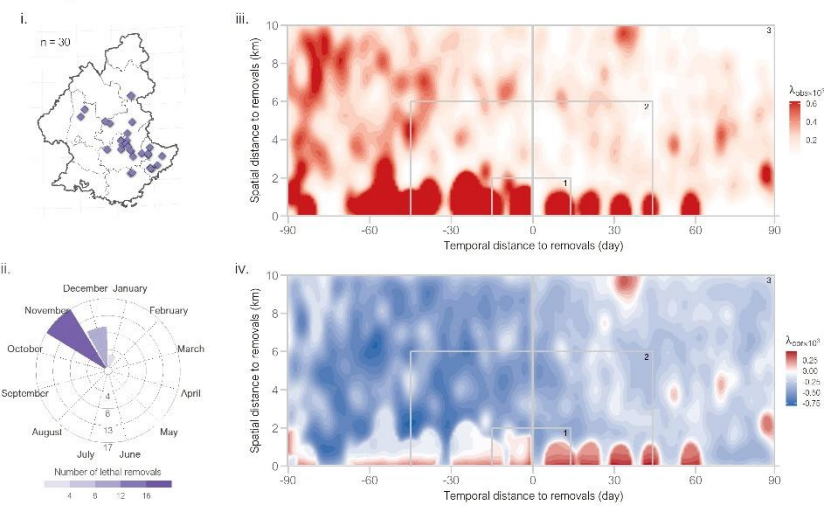 i.
n = 30
ii.
December January
November
February
October
March
September
April
August
May
July
June
4
8
13
17
Number of lethal removals
4 8 12 16
iii.
Spatial distance to removals (km)
10
8
6
4
2
0
3
2
1
-90 -60 -30 0 30 60 90
Temporal distance to removals (day)
λobs×10³
0.6
0.4
0.2
iv.
Spatial distance to removals (km)
10
8
6
4
2
0
3
2
1
-90 -60 -30 0 30 60 90
Temporal distance to removals (day)
λcor×10³
0.25
0.00
-0.25
-0.50
-0.75